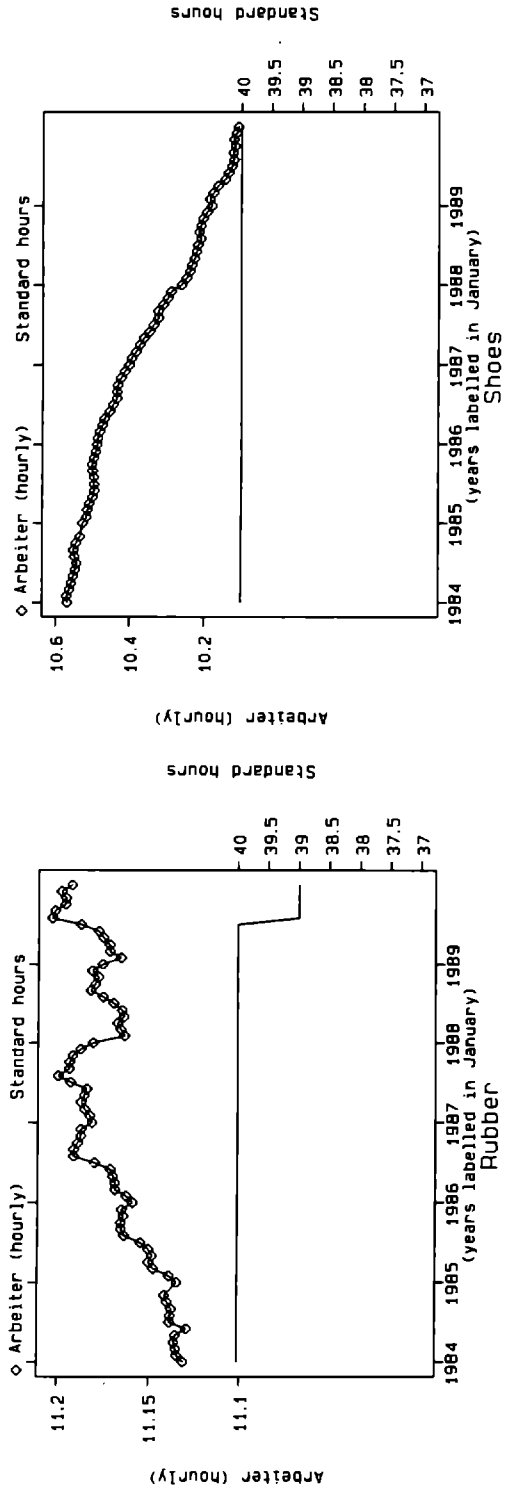 ◇ Arbeiter (hourly) Standard hours
Arbeiter (hourly)
11.2
11.15
11.1
Standard hours
40
39.5
39
38.5
38
37.5
37
1984 1985 1986 1987 1988 1989
(years labelled in January)
Rubber
◇ Arbeiter (hourly) Standard hours
Arbeiter (hourly)
10.6
10.4
10.2
Standard hours
40
39.5
39
38.5
38
37.5
37
1984 1985 1986 1987 1988 1989
(years labelled in January)
Shoes